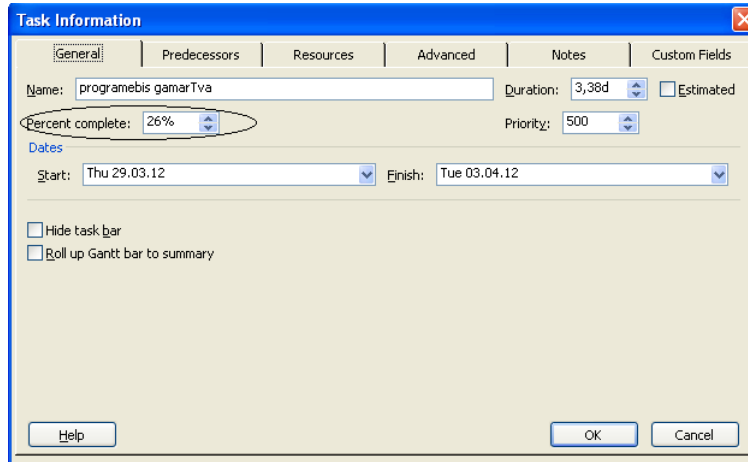 Task Information
General Predecessors Resources Advanced Notes Custom Fields
Name: programebis gamarTva Duration: 3,38d Estimated
Percent complete: 26% Priority: 500
Dates
Start: Thu 29.03.12 Finish: Tue 03.04.12
Hide task bar
Roll up Gantt bar to summary
Help OK Cancel